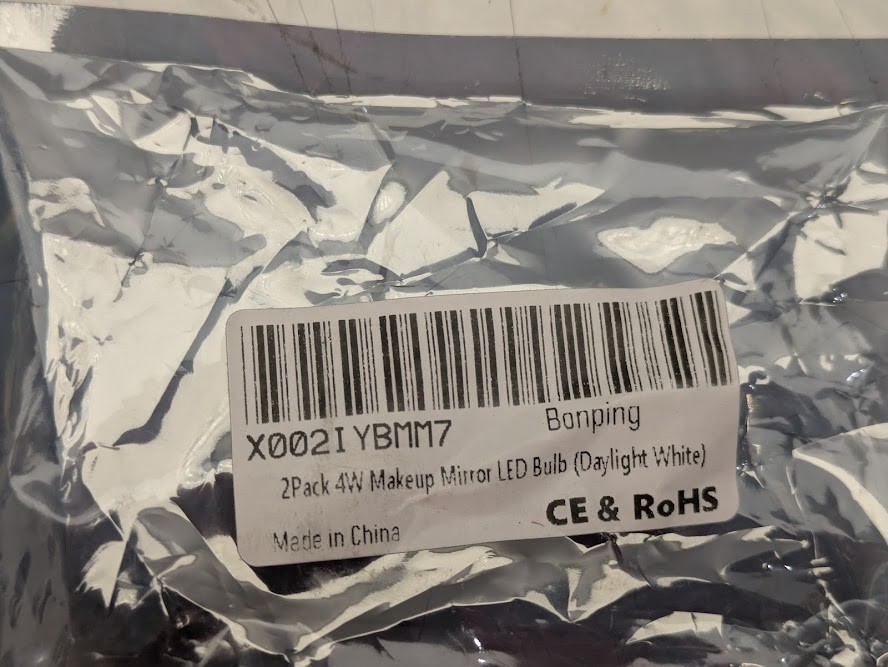 X002IYBMM7
Bonping
2Pack 4W Makeup Mirror LED Bulb (Daylight White)
CE & RoHS
Made in China